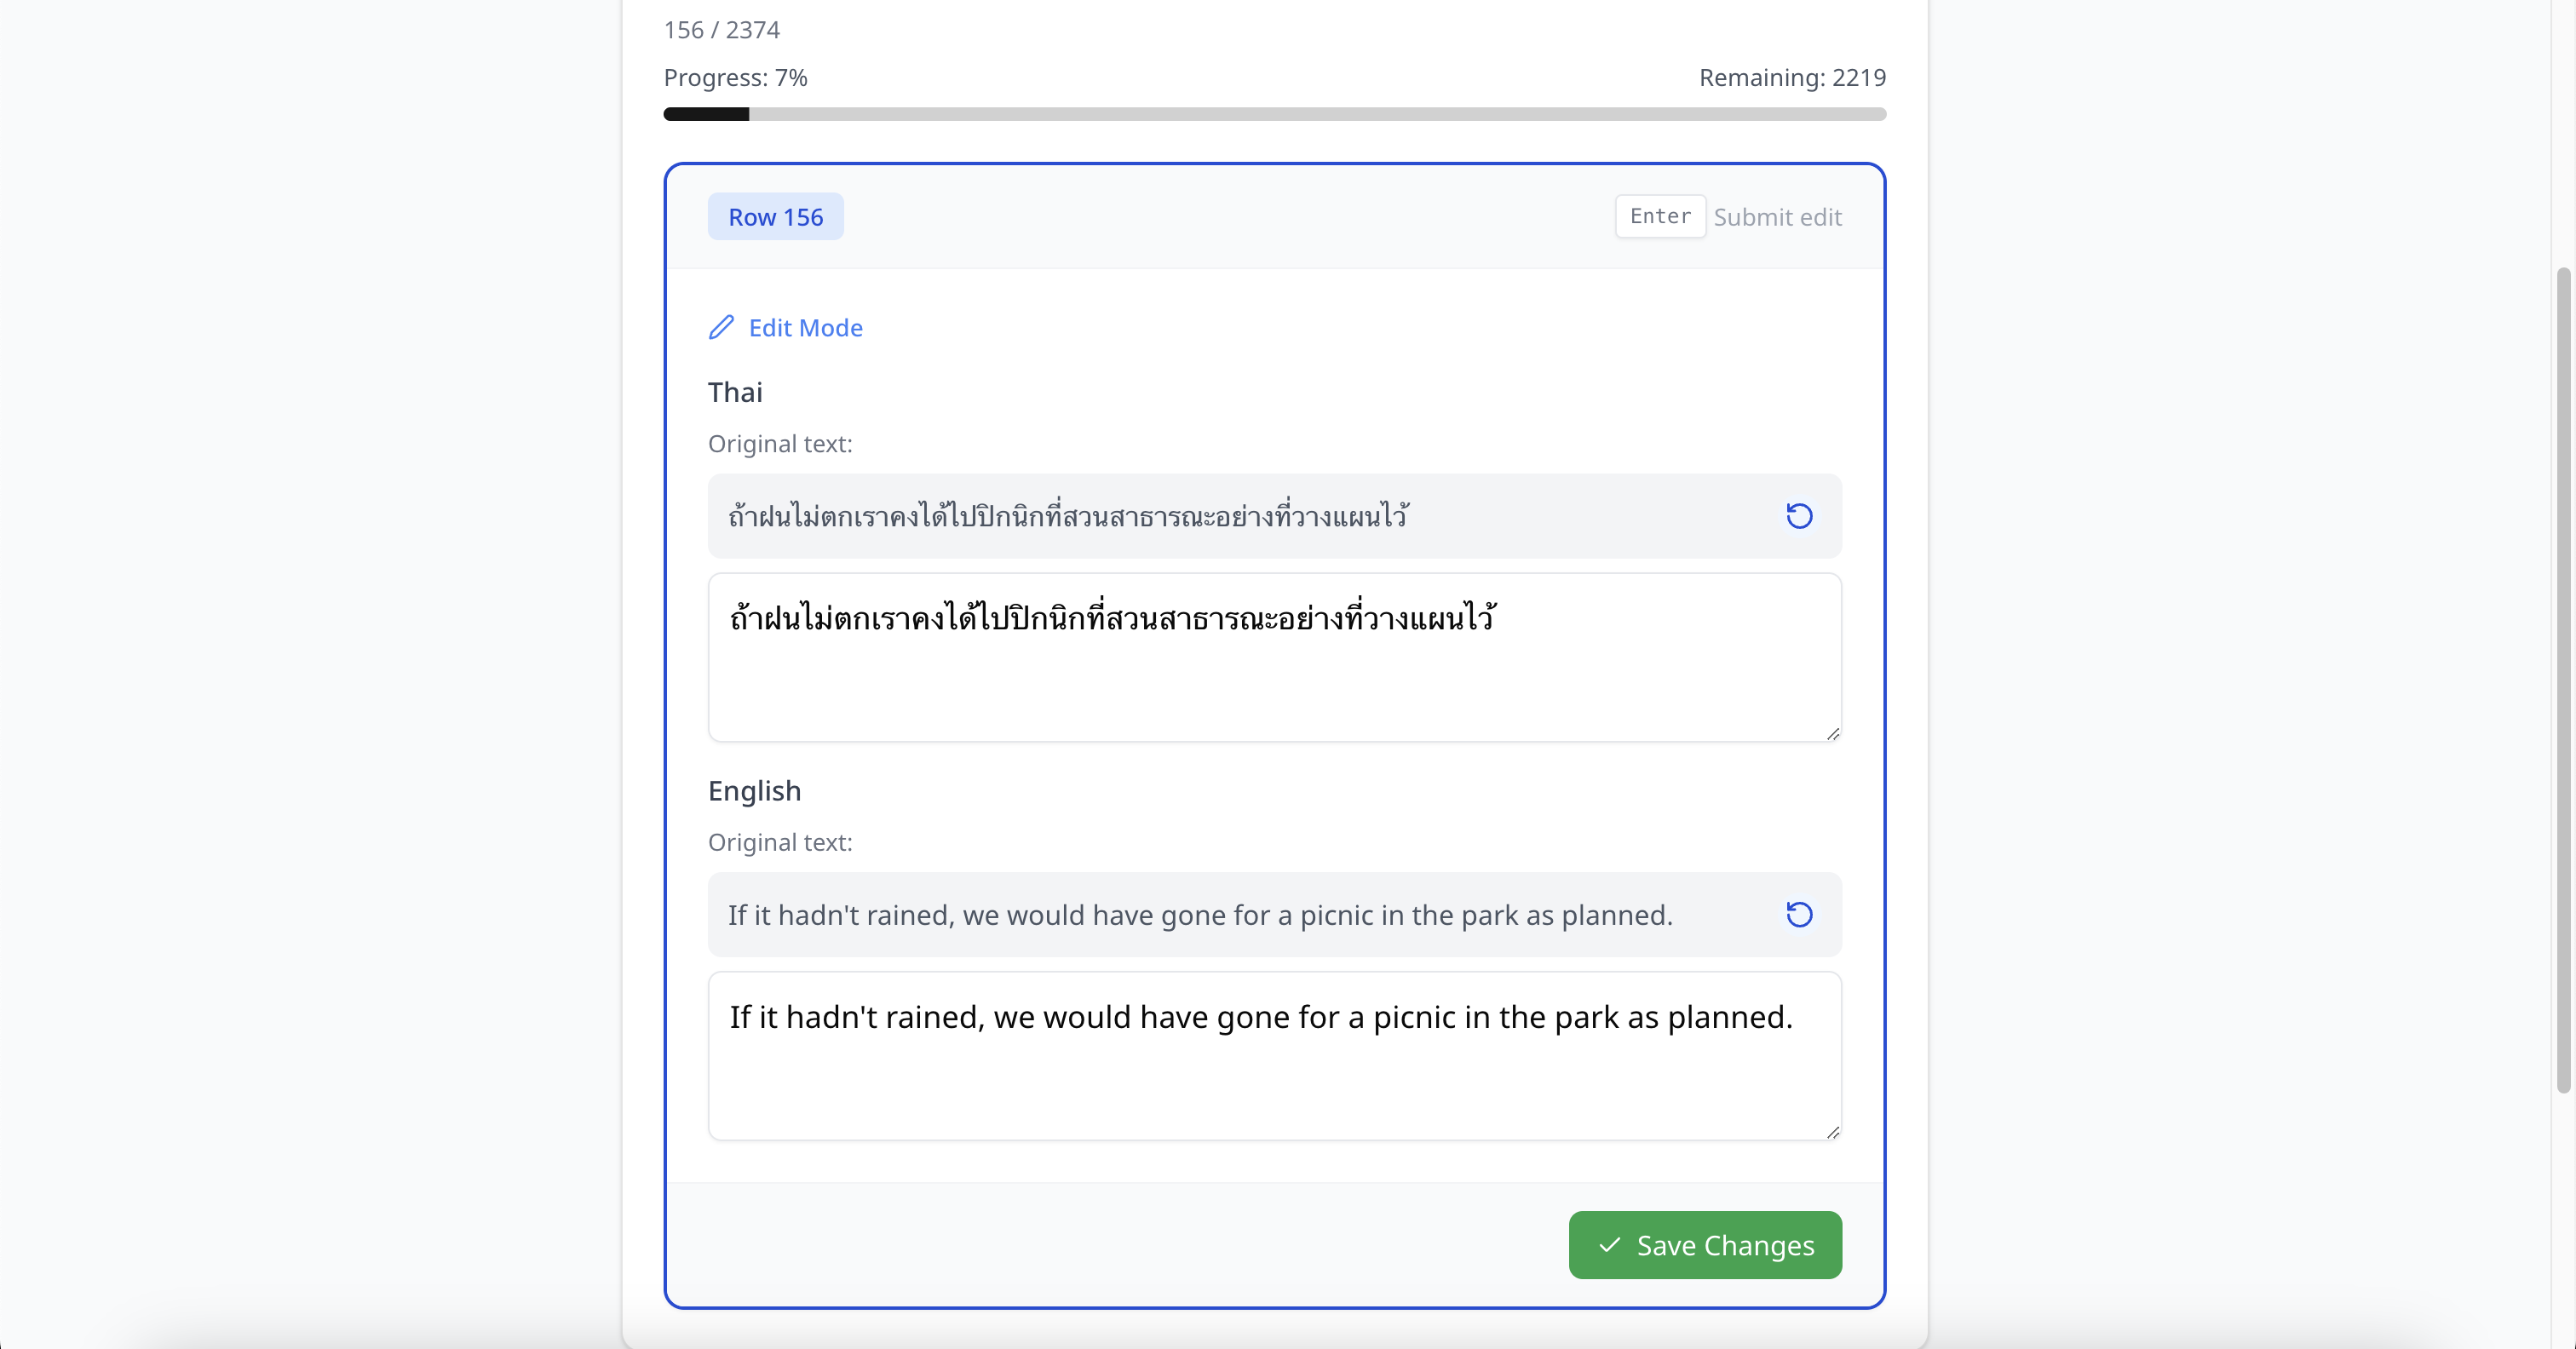 156 / 2374
Progress: 7% Remaining: 2219
Row 156 Enter Submit edit
Edit Mode
Thai
Original text:
ถ้าฝนไม่ตกเราคงได้ไปปิกนิกที่สวนสาธารณะอย่างที่วางแผนไว้
ถ้าฝนไม่ตกเราคงได้ไปปิกนิกที่สวนสาธารณะอย่างที่วางแผนไว้
English
Original text:
If it hadn't rained, we would have gone for a picnic in the park as planned.
If it hadn't rained, we would have gone for a picnic in the park as planned.
Save Changes